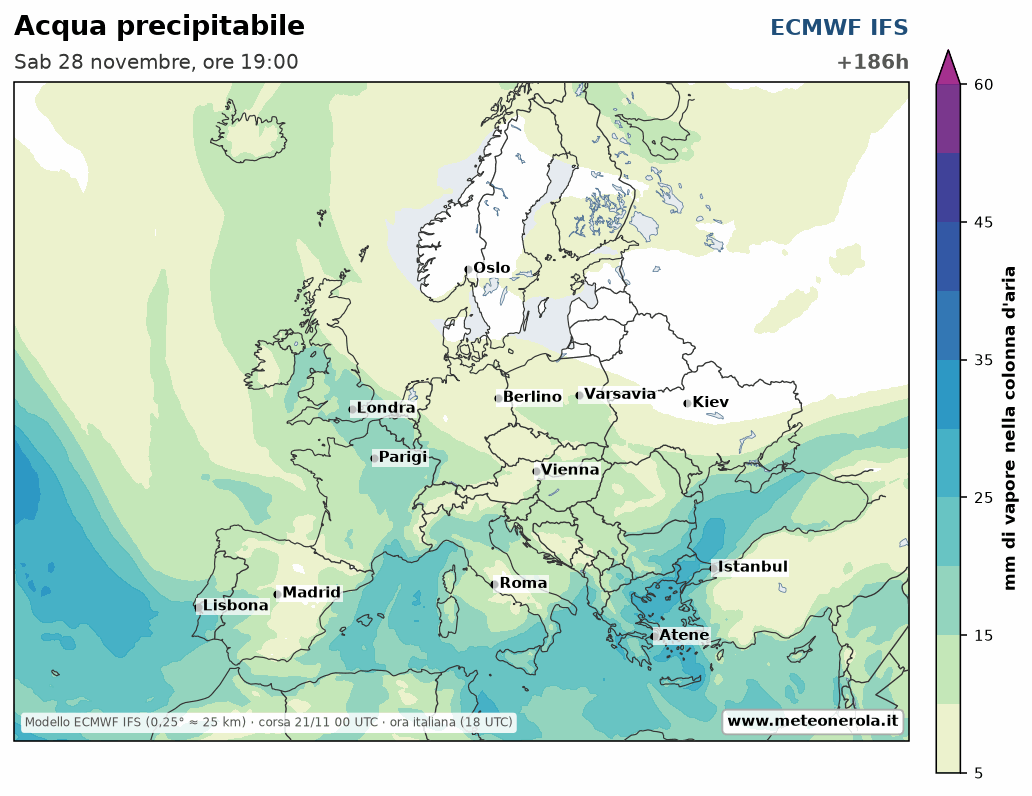 Acqua precipitabile
ECMWF IFS
Sab 28 novembre, ore 19:00
+186h
60
45
35
25
15
5
mm di vapore nella colonna d'aria
Oslo
Londra
Berlino
Varsavia
Kiev
Parigi
Vienna
Istanbul
Roma
Madrid
Lisbona
Atene
Modello ECMWF IFS (0,25° ≈ 25 km) · corsa 21/11 00 UTC · ora italiana (18 UTC)
www.meteonerola.it